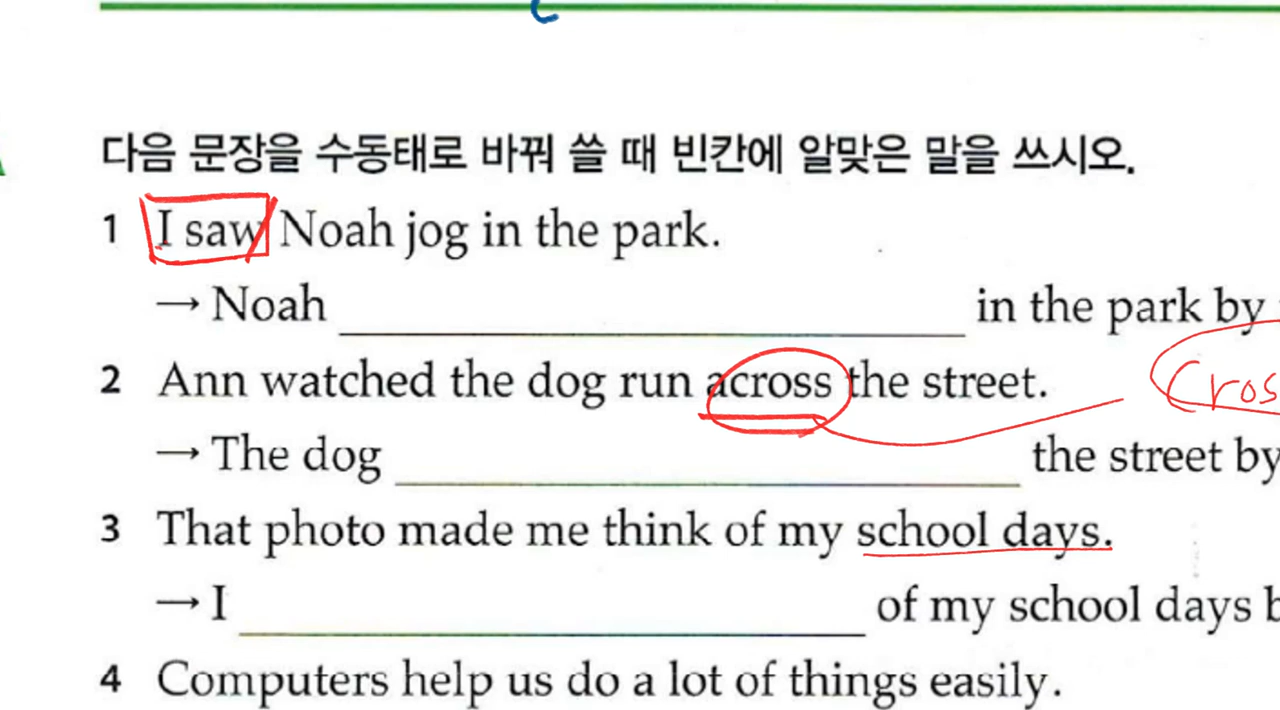 다음 문장을 수동태로 바꿔 쓸 때 빈칸에 알맞은 말을 쓰시오.
1 I saw Noah jog in the park.
→ Noah in the park by
2 Ann watched the dog run across the street.
Cros
→ The dog the street by
3 That photo made me think of my school days.
→ I of my school days b
4 Computers help us do a lot of things easily.